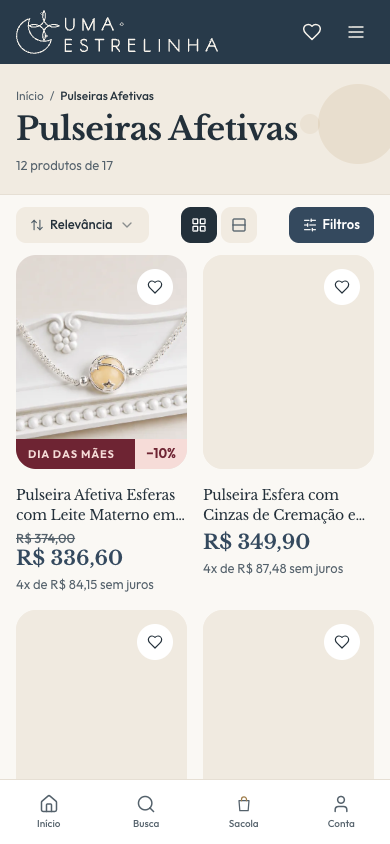 UMA
ESTRELINHA
Início / Pulseiras Afetivas
Pulseiras Afetivas
12 produtos de 17
Relevância
Filtros
DIA DAS MÃES
−10%
Pulseira Afetiva Esferas
com Leite Materno em...
R$ 374,00
R$ 336,60
4x de R$ 84,15 sem juros
Pulseira Esfera com
Cinzas de Cremação e...
R$ 349,90
4x de R$ 87,48 sem juros
Início
Busca
Sacola
Conta